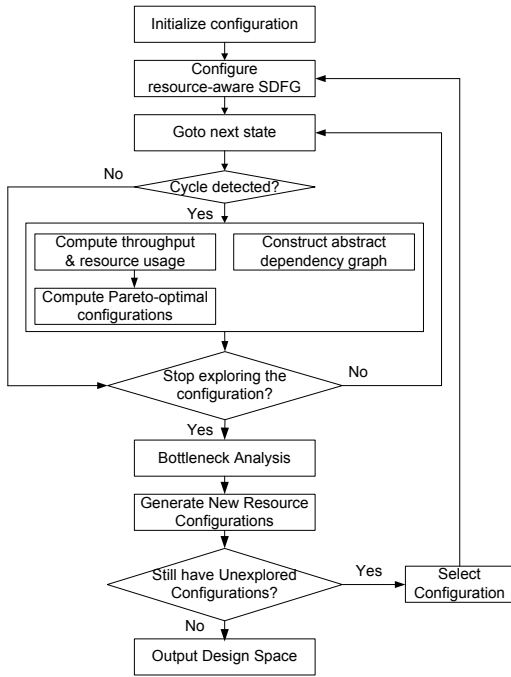 Initialize configuration
Configure
resource-aware SDFG
Goto next state
No
Cycle detected?
Yes
Compute throughput
& resource usage
Construct abstract
dependency graph
Compute Pareto-optimal
configurations
Stop exploring the
configuration?
No
Yes
Bottleneck Analysis
Generate New Resource
Configurations
Still have Unexplored
Configurations?
Yes
Select
Configuration
No
Output Design Space